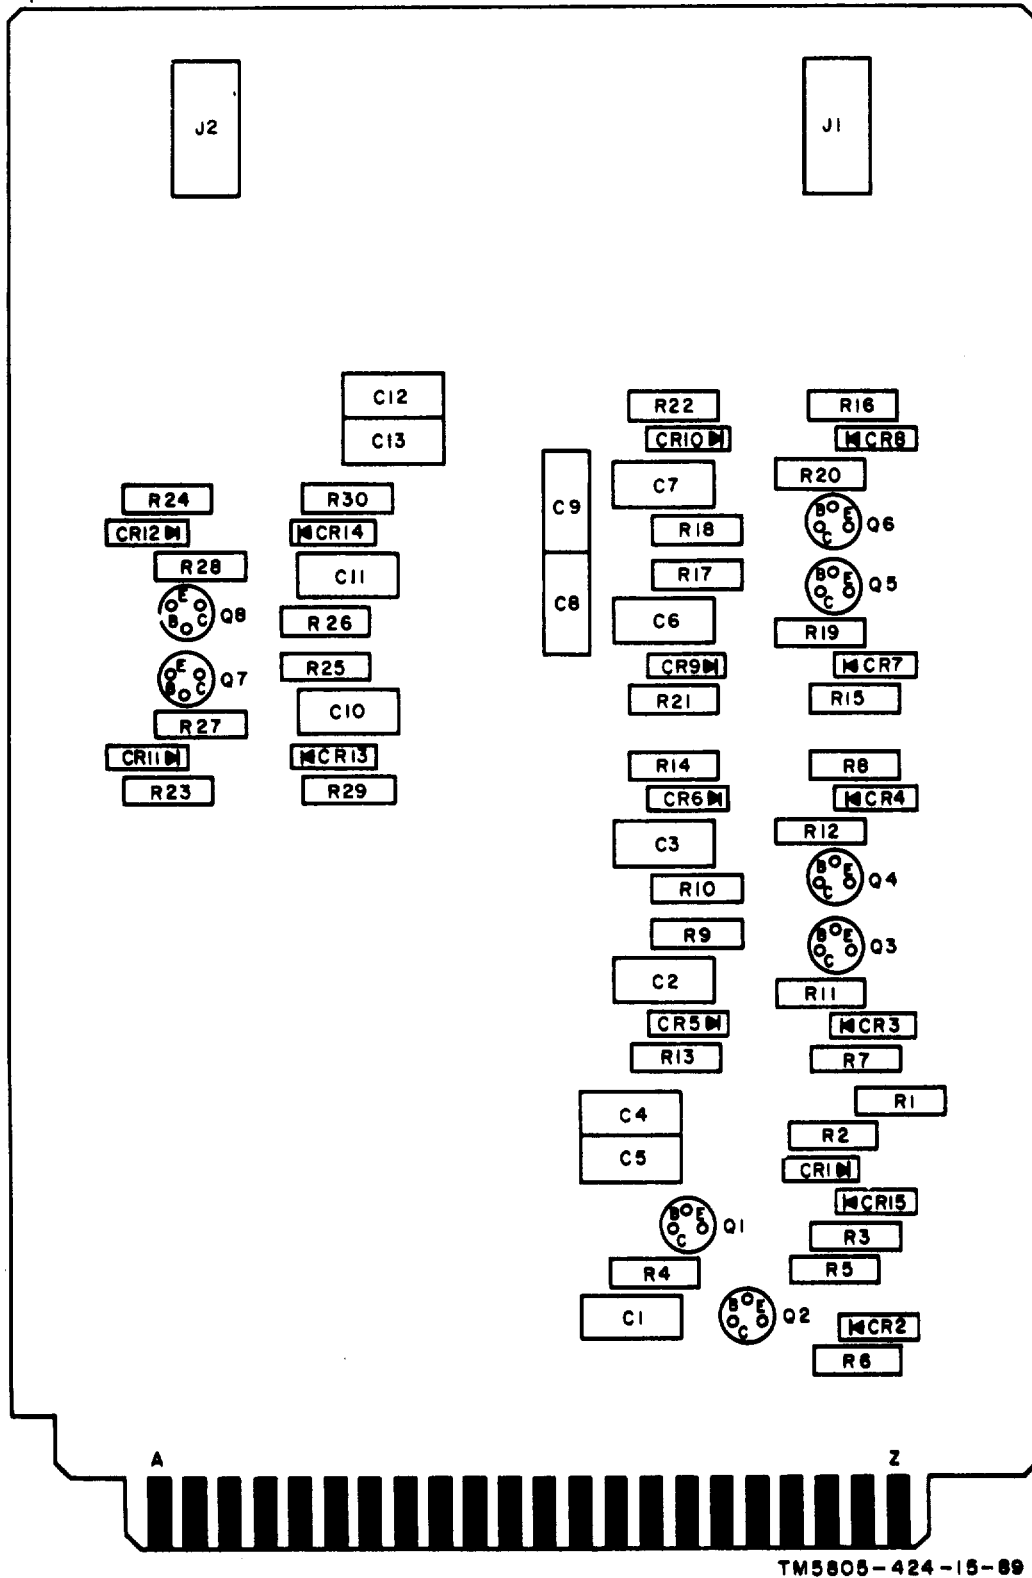 J2
J1
C12
C13
R22
R16
CR10
CR8
C7
R20
C9
R24
R30
B E C Q6
R18
CR12
CR14
R28
C11
R17
B E C Q5
E B C Q8
C8
R26
C6
R19
R25
CR9
CR7
E B C Q7
R21
R15
C10
R27
CR11
CR13
R14
R8
R23
R29
CR6
CR4
C3
R12
B E C Q4
R10
R9
B E C Q3
C2
R11
CR5
CR3
R13
R7
R1
C4
R2
C5
CR1
CR15
B E C Q1
R3
R4
R5
C1
B E C Q2
CR2
R6
A
Z
TM5805-424-15-89